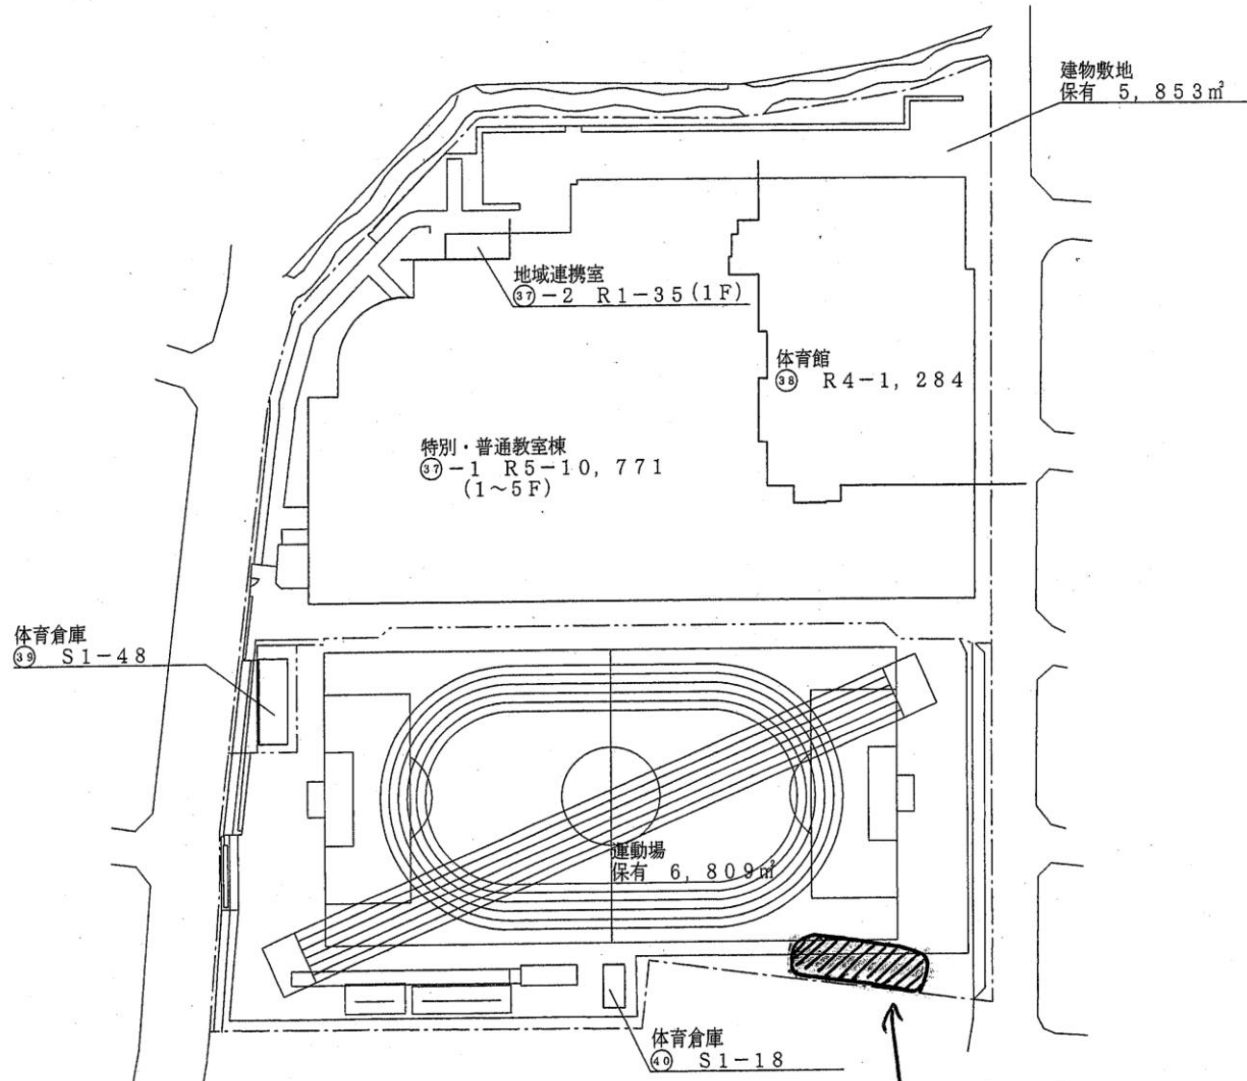 建物敷地
保有 5,853㎡
地域連携室
㊲-2 R1-35(1F)
体育館
㊳ R4-1,284
特別・普通教室棟
㊲-1 R5-10,771
(1~5F)
体育倉庫
㊴ S1-48
運動場
保有 6,809㎡
体育倉庫
㊵ S1-18